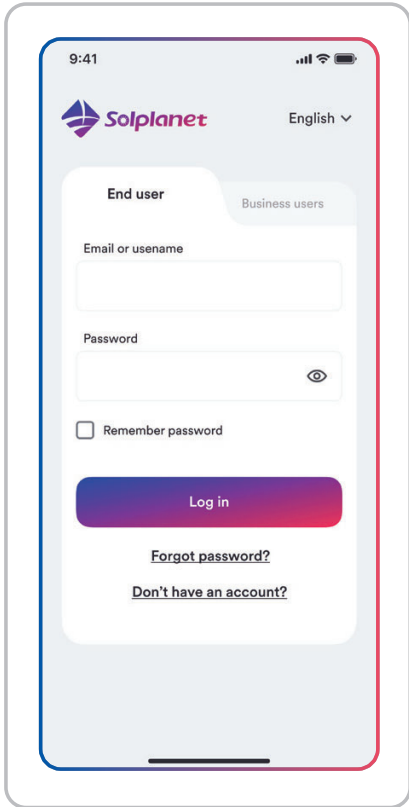 9:41
Solplanet
English
End user
Business users
Email or usename
Password
Remember password
Log in
Forgot password?
Don't have an account?